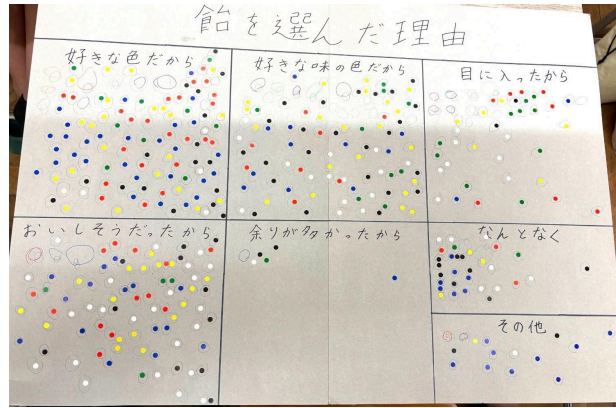 飴を選んだ理由
好きな色だから
好きな味の色だから
目に入ったから
おいしそうだったから
余りが多かったから
なんとなく
その他